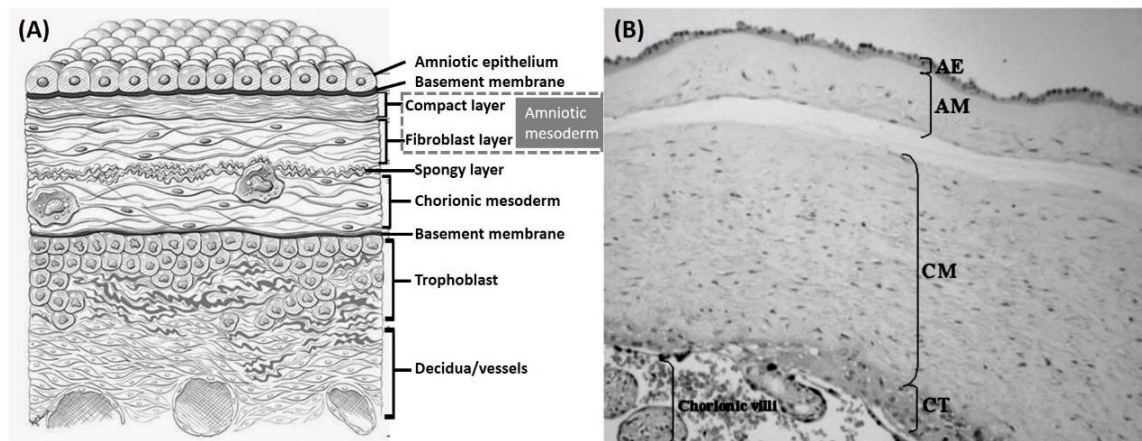 (A)
Amniotic epithelium
Basement membrane
Compact layer
Amniotic
mesoderm
Fibroblast layer
Spongy layer
Chorionic mesoderm
Basement membrane
Trophoblast
Decidua/vessels
(B)
AE
AM
CM
Chorionic villi
CT